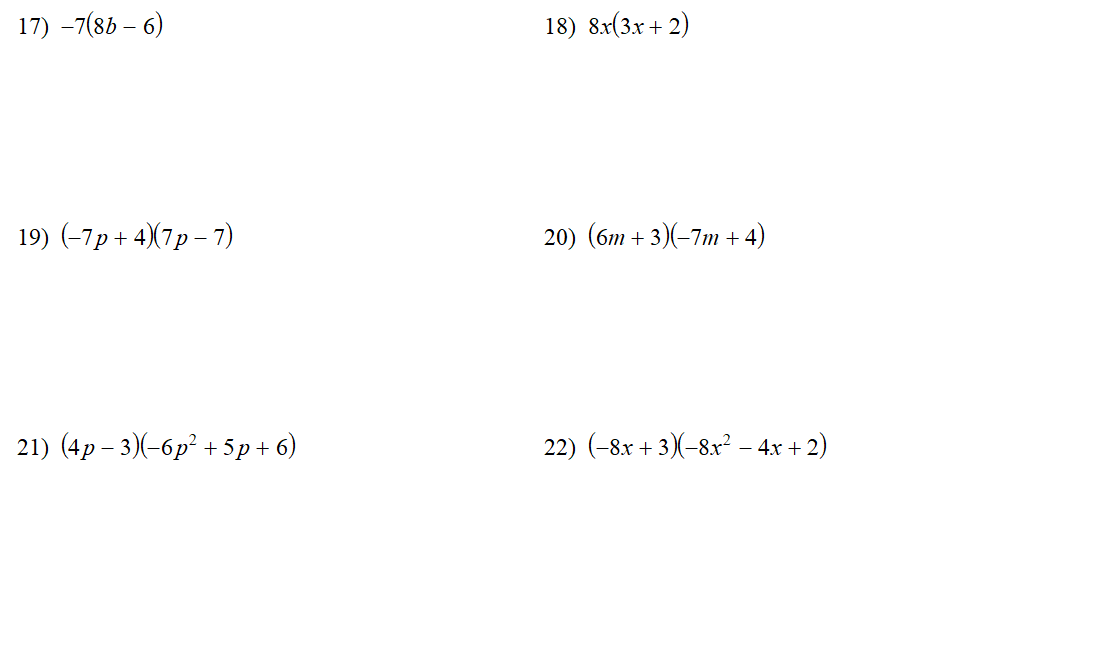 17) –7(8b – 6)
18) 8x(3x + 2)
19) (–7p + 4)(7p – 7)
20) (6m + 3)(–7m + 4)
21) (4p – 3)(–6p² + 5p + 6)
22) (–8x + 3)(–8x² – 4x + 2)